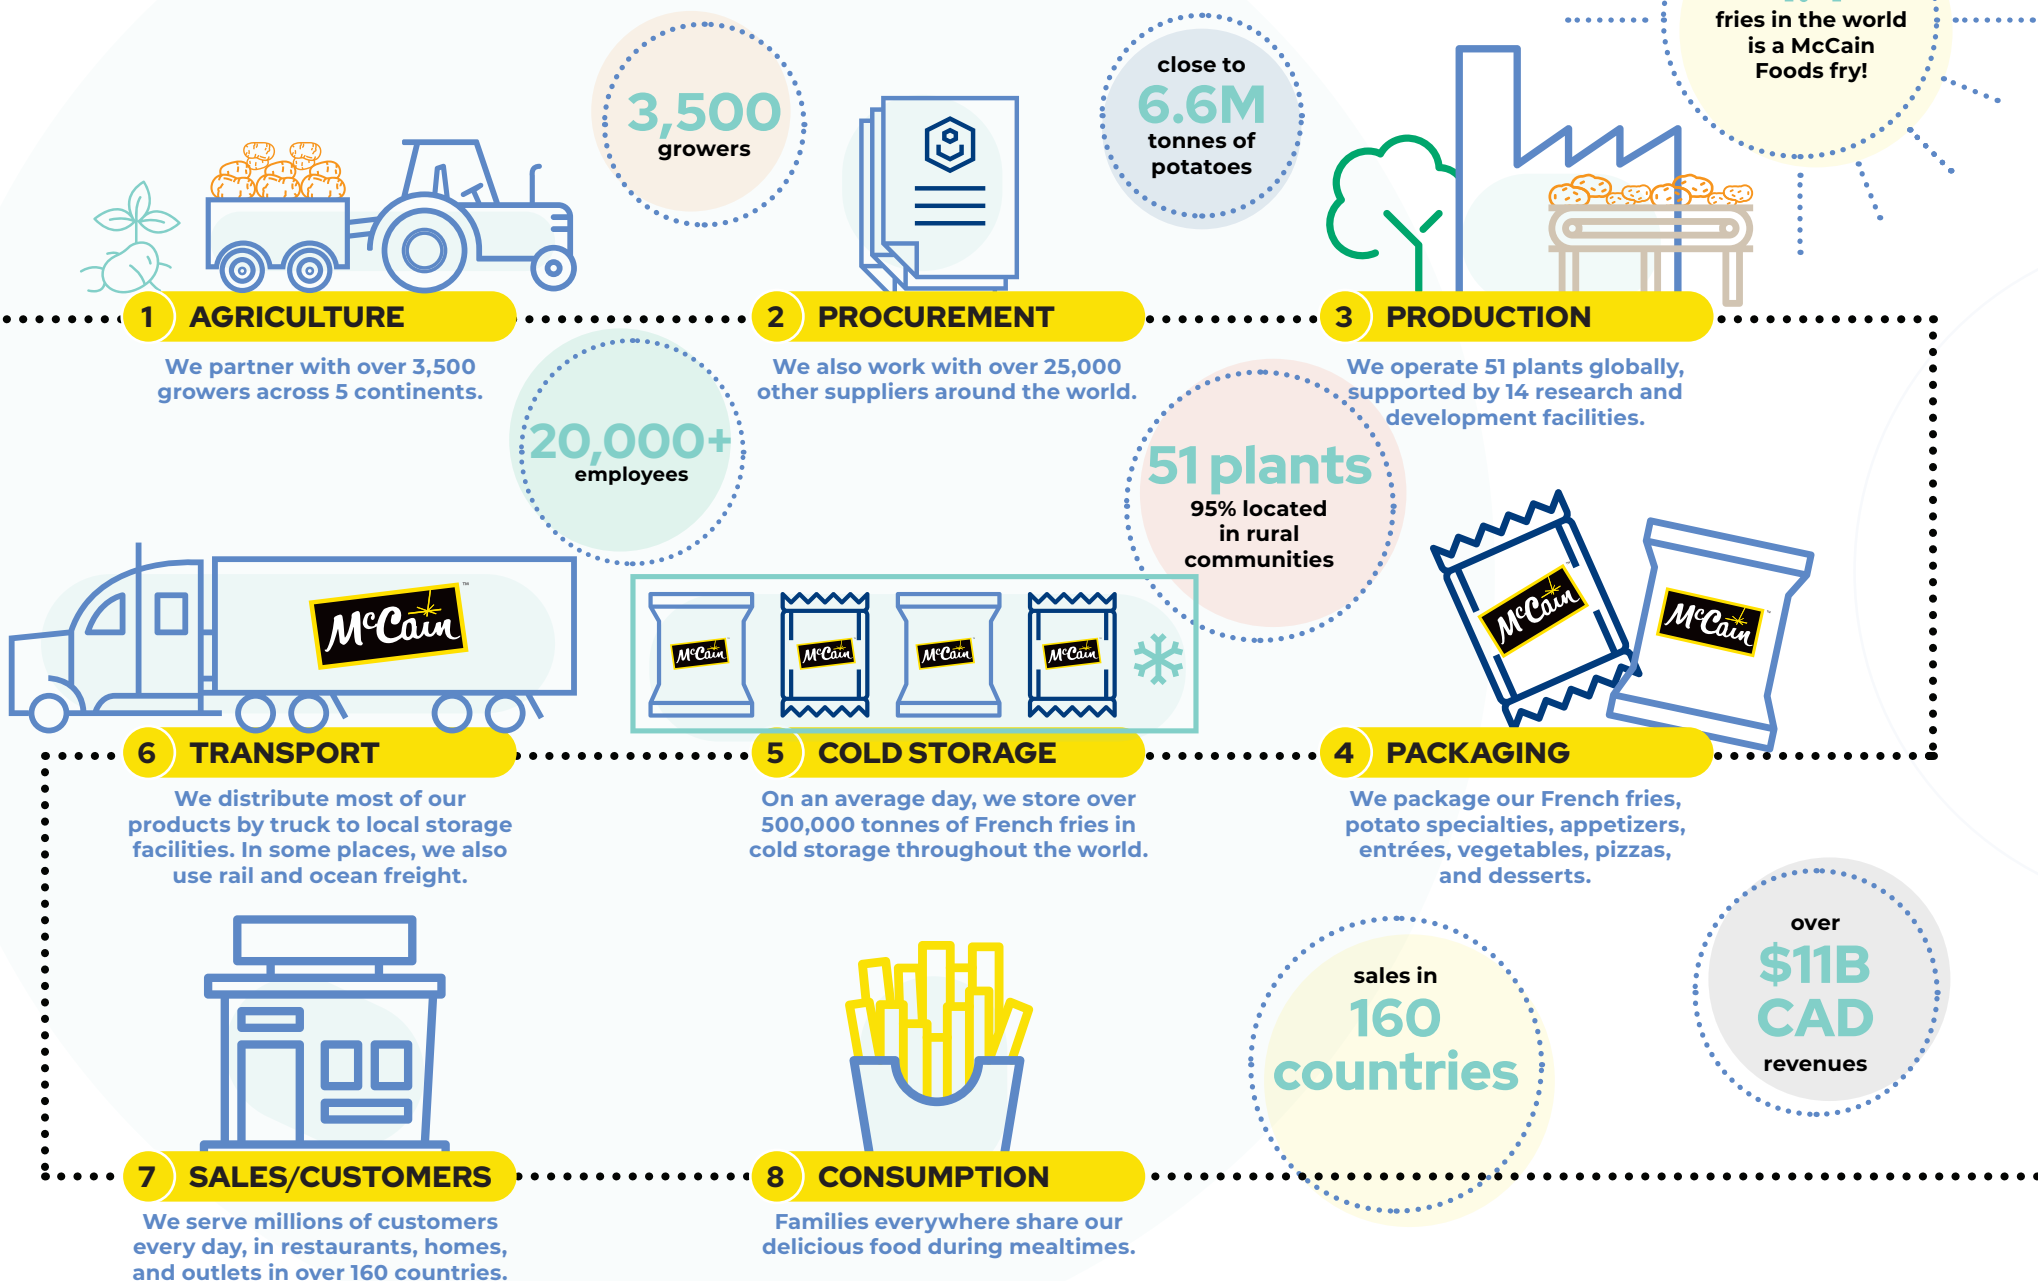 fries in the world
is a McCain
Foods fry!
3,500
growers
close to
6.6M
tonnes of
potatoes
1 AGRICULTURE
We partner with over 3,500
growers across 5 continents.
2 PROCUREMENT
We also work with over 25,000
other suppliers around the world.
3 PRODUCTION
We operate 51 plants globally,
supported by 14 research and
development facilities.
20,000+
employees
51 plants
95% located
in rural
communities
McCain
™
McCain
McCain
McCain
McCain
McCain
McCain
6 TRANSPORT
We distribute most of our
products by truck to local storage
facilities. In some places, we also
use rail and ocean freight.
5 COLD STORAGE
On an average day, we store over
500,000 tonnes of French fries in
cold storage throughout the world.
4 PACKAGING
We package our French fries,
potato specialties, appetizers,
entrées, vegetables, pizzas,
and desserts.
over
$11B
CAD
revenues
sales in
160
countries
7 SALES/CUSTOMERS
We serve millions of customers
every day, in restaurants, homes,
and outlets in over 160 countries.
8 CONSUMPTION
Families everywhere share our
delicious food during mealtimes.